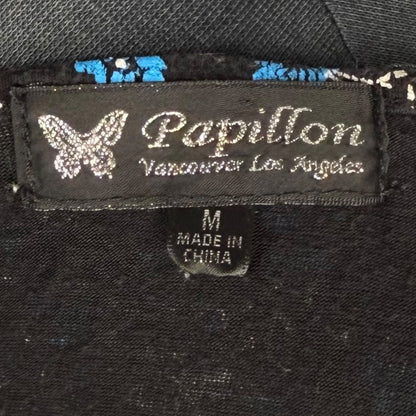 Papillon
Vancouver Los Angeles
M
MADE IN
CHINA